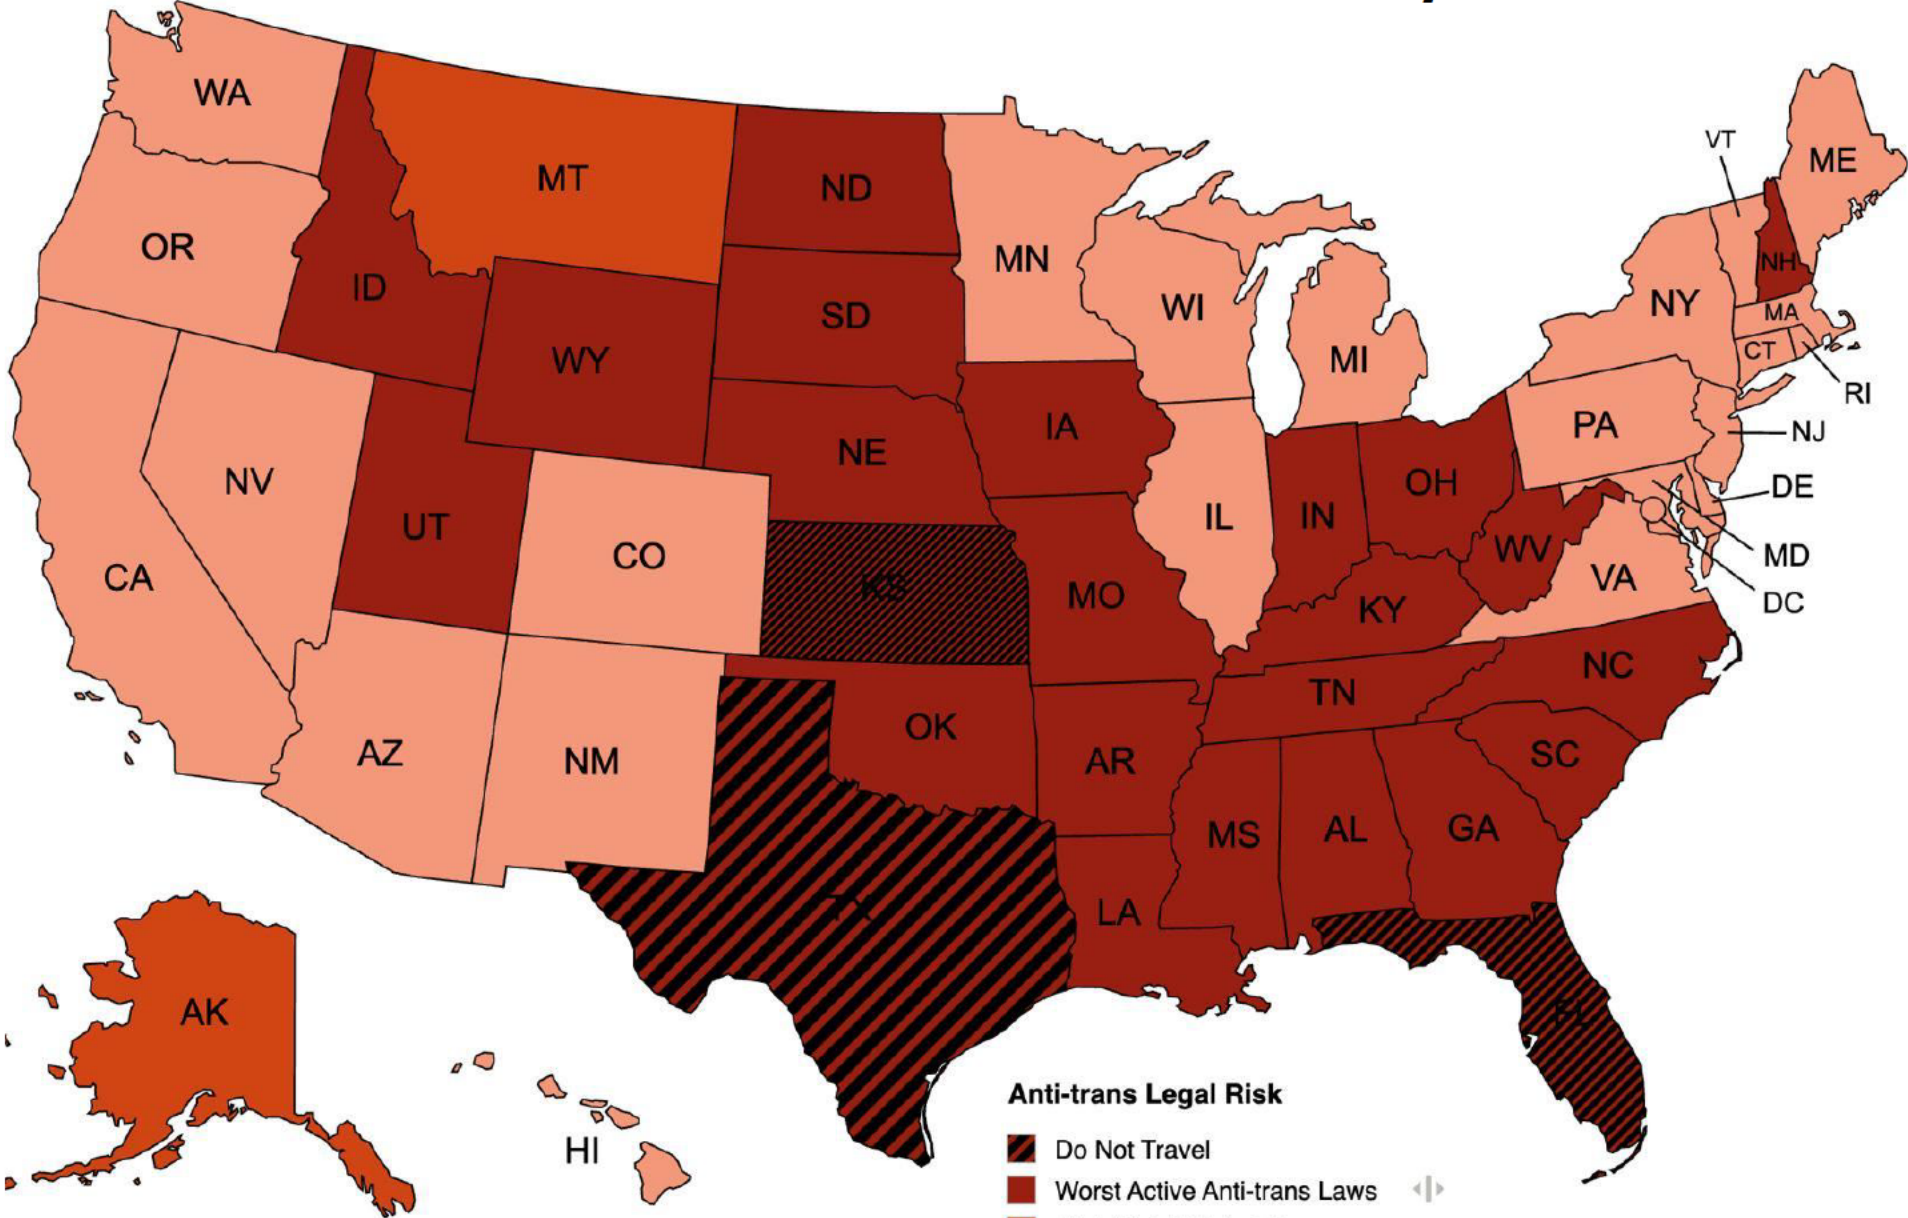 WA
MT
ND
MN
VT
ME
OR
ID
SD
WI
MI
NY
NH
MA
CT
RI
WY
IA
PA
NJ
NV
UT
NE
IL
IN
OH
DE
CA
CO
KS
MO
WV
VA
MD
DC
KY
NC
TN
AZ
NM
OK
AR
SC
MS
AL
GA
TX
LA
FL
AK
HI
Anti-trans Legal Risk
Do Not Travel
Worst Active Anti-trans Laws